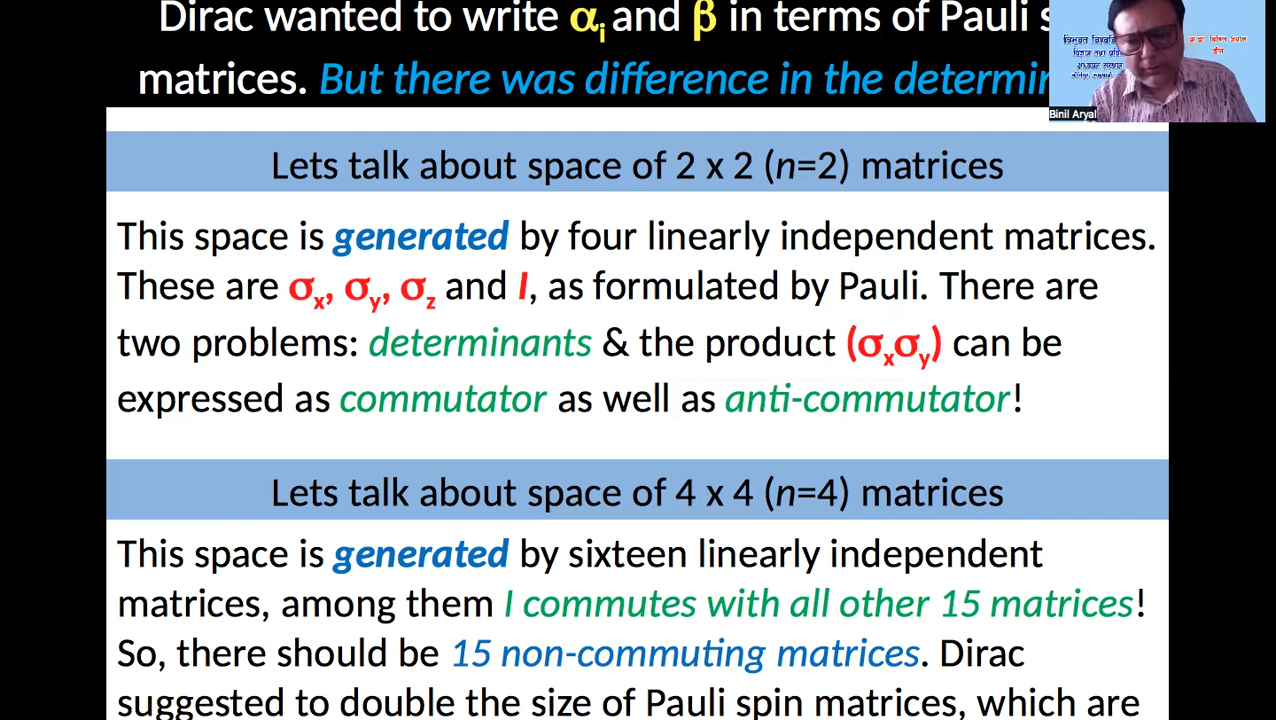 Dirac wanted to write αᵢ and β in terms of Pauli s
matrices. But there was difference in the determin
Binil Aryal
Lets talk about space of 2 x 2 (n=2) matrices
This space is generated by four linearly independent matrices.
These are σₓ, σᵧ, σz and I, as formulated by Pauli. There are
two problems: determinants & the product (σₓσᵧ) can be
expressed as commutator as well as anti-commutator!
Lets talk about space of 4 x 4 (n=4) matrices
This space is generated by sixteen linearly independent
matrices, among them I commutes with all other 15 matrices!
So, there should be 15 non-commuting matrices. Dirac
suggested to double the size of Pauli spin matrices, which are